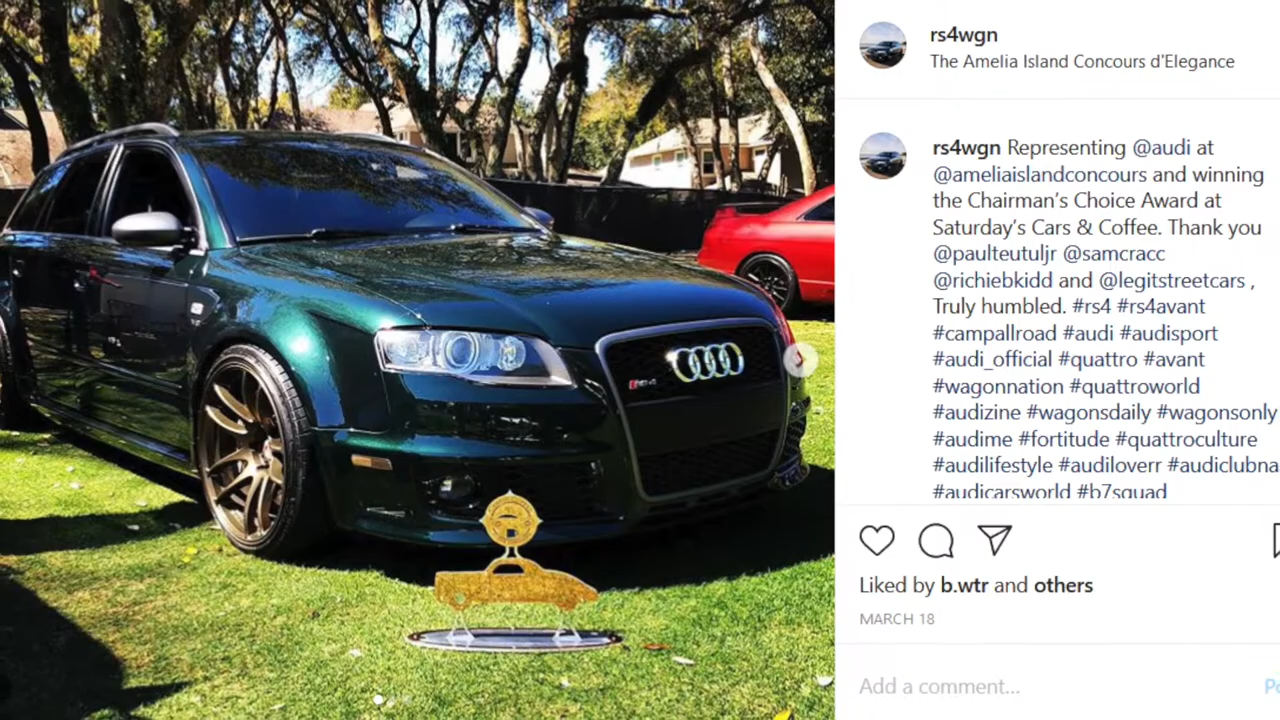 rs4wgn
The Amelia Island Concours d'Elegance
rs4wgn Representing @audi at
@ameliaislandconcours and winning
the Chairman's Choice Award at
Saturday's Cars & Coffee. Thank you
@paulteutuljr @samcracc
@richiebkidd and @legitstreetcars ,
Truly humbled. #rs4 #rs4avant
#campallroad #audi #audisport
#audi_official #quattro #avant
#wagonnation #quattroworld
#audizine #wagonsdaily #wagonsonly
#audime #fortitude #quattroculture
#audilifestyle #audiloverr #audiclubna
#audicarsworld #b7squad
Liked by b.wtr and others
MARCH 18
Add a comment...
Po
RS4